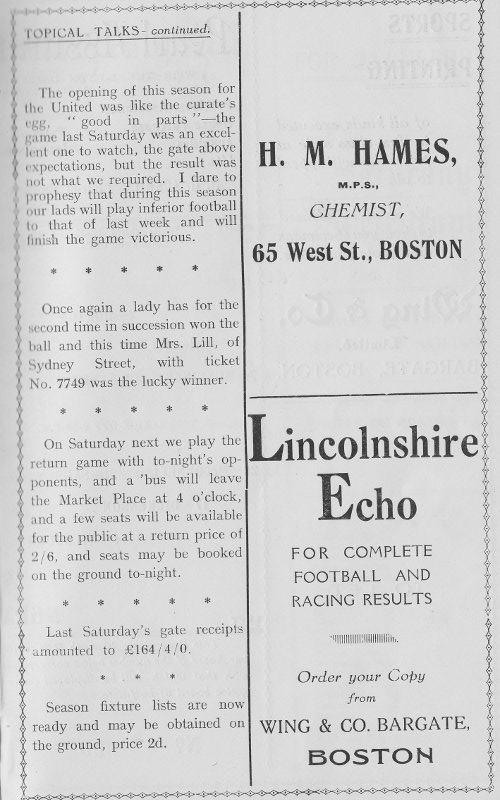 TOPICAL TALKS—continued.
The opening of this season for
the United was like the curate's
egg, "good in parts"—the
game last Saturday was an excel-
lent one to watch, the gate above
expectations, but the result was
not what we required. I dare to
prophesy that during this season
our lads will play inferior football
to that of last week and will
finish the game victorious.
* * * * *
Once again a lady has for the
second time in succession won the
ball and this time Mrs. Lill, of
Sydney Street, with ticket
No. 7749 was the lucky winner.
* * * * *
On Saturday next we play the
return game with to-night's op-
ponents, and a 'bus will leave
the Market Place at 4 o'clock,
and a few seats will be available
for the public at a return price of
2/6, and seats may be booked
on the ground to-night.
* * * * *
Last Saturday's gate receipts
amounted to £164/4/0.
* * *
Season fixture lists are now
ready and may be obtained on
the ground, price 2d.
H. M. HAMES,
M.P.S.,
CHEMIST,
65 West St., BOSTON
Lincolnshire
Echo
FOR COMPLETE
FOOTBALL AND
RACING RESULTS
Order your Copy
from
WING & CO. BARGATE,
BOSTON